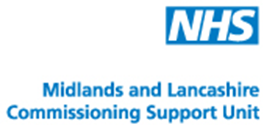 NHS
Midlands and Lancashire
Commissioning Support Unit